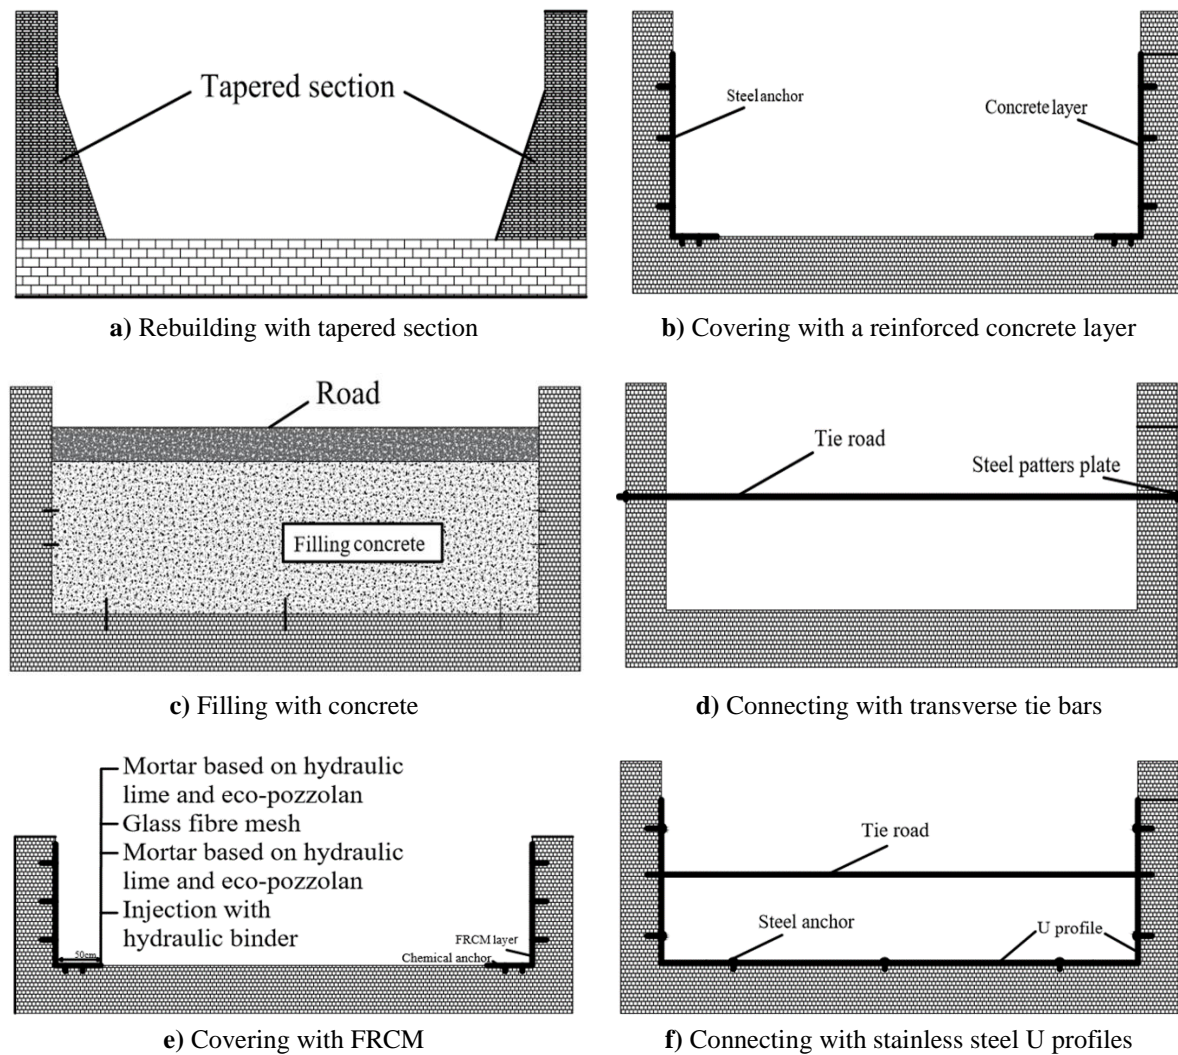 Tapered section
a) Rebuilding with tapered section
Steel anchor
Concrete layer
b) Covering with a reinforced concrete layer
Road
Filling concrete
c) Filling with concrete
Tie road
Steel patters plate
d) Connecting with transverse tie bars
Mortar based on hydraulic
lime and eco-pozzolan
Glass fibre mesh
Mortar based on hydraulic
lime and eco-pozzolan
Injection with
hydraulic binder
50cm
FRCM layer
Chemical anchor
e) Covering with FRCM
Tie road
Steel anchor
U profile
f) Connecting with stainless steel U profiles